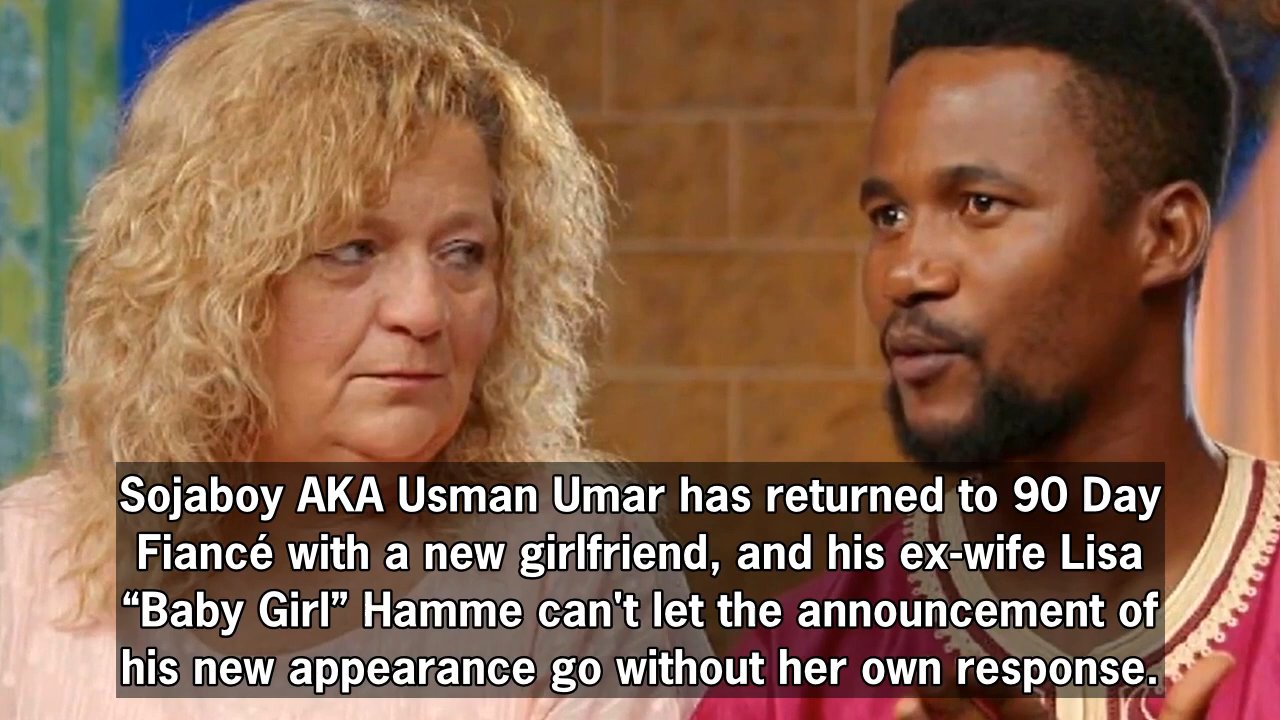 Sojaboy AKA Usman Umar has returned to 90 Day
Fiancé with a new girlfriend, and his ex-wife Lisa
“Baby Girl” Hamme can't let the announcement of
his new appearance go without her own response.